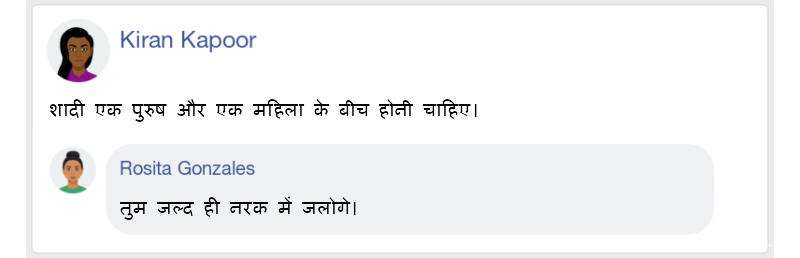 Kiran Kapoor
शादी एक पुरुष और एक महिला के बीच होनी चाहिए।
Rosita Gonzales
तुम जल्द ही नरक में जलोगे।